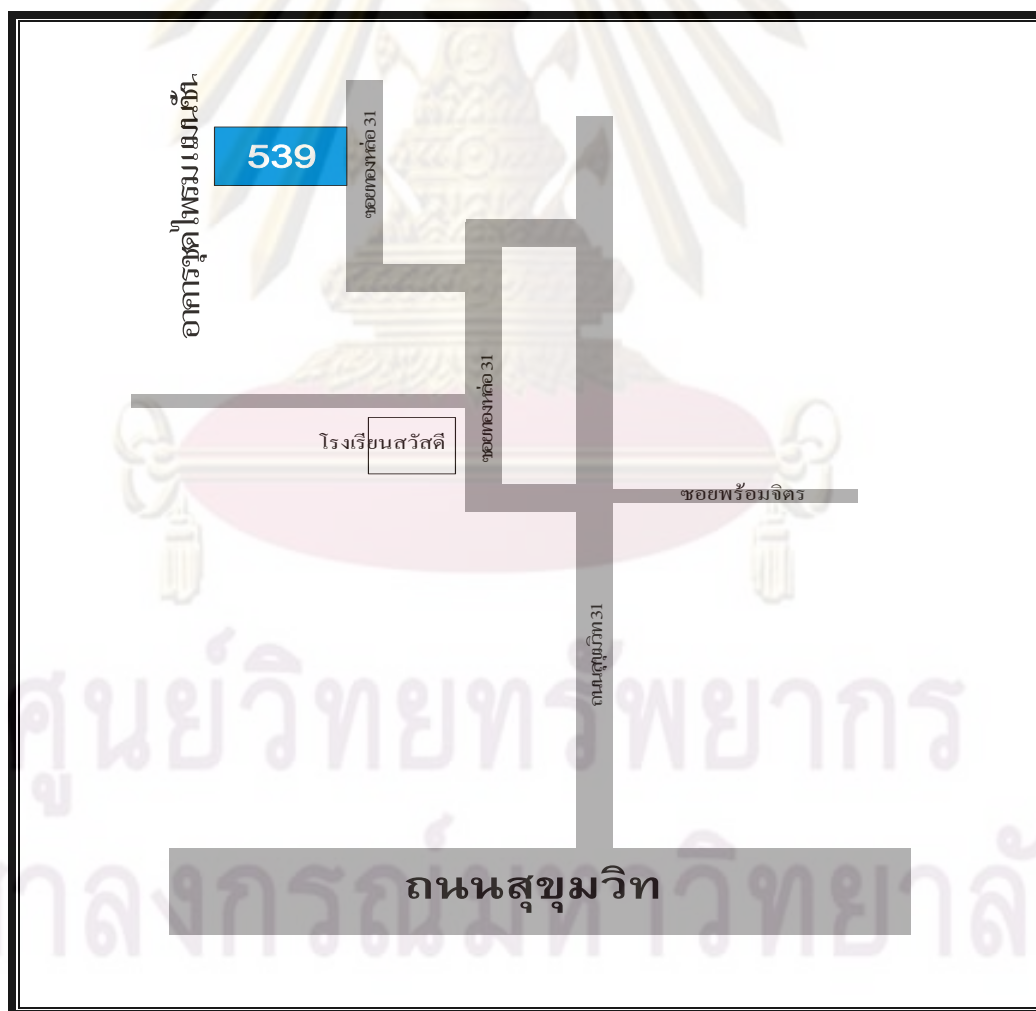 อาคารชุดไพรมแมนชั่น
539
ซอยทองหล่อ 31
ซอยทองหล่อ 31
โรงเรียนสวัสดี
ซอยพร้อมจิตร
ถนนสุขุมวิท 31
ศูนย์วิทยทรัพยากร
ถนนสุขุมวิท
าลงกรณ์มหาวิทยาลั